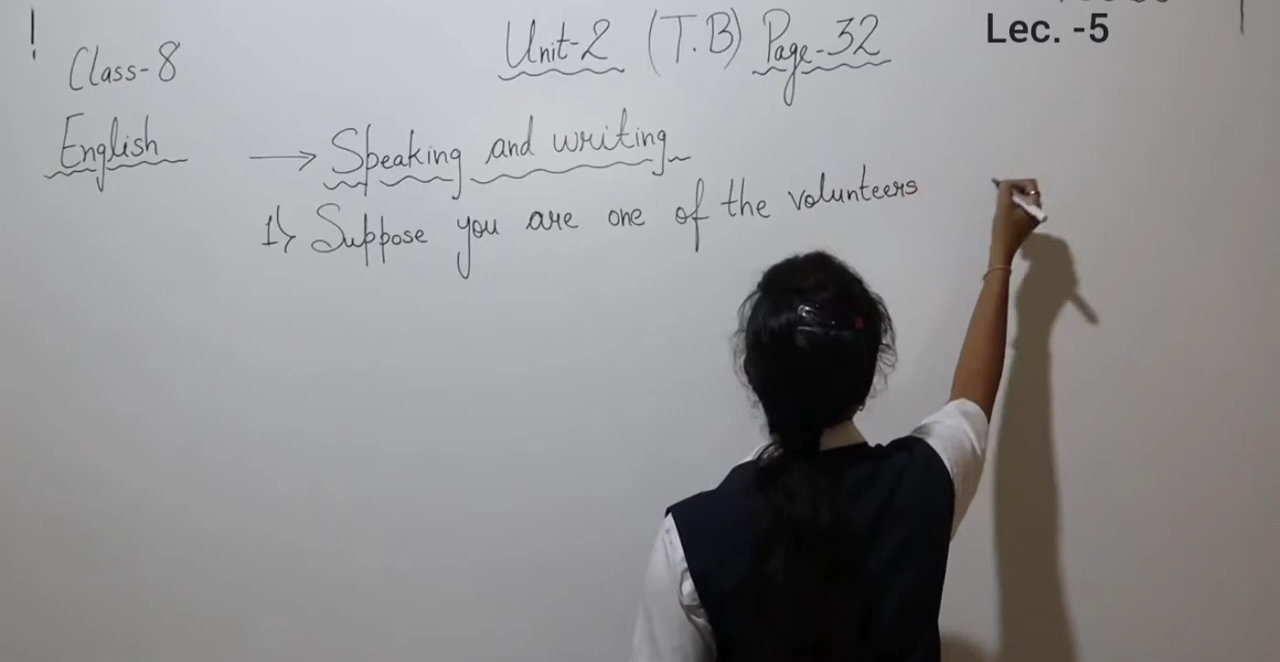 Unit-2 (T.B) Page-32
Lec. -5
Class-8
English
→ Speaking and writing
1) Suppose you are one of the volunteers